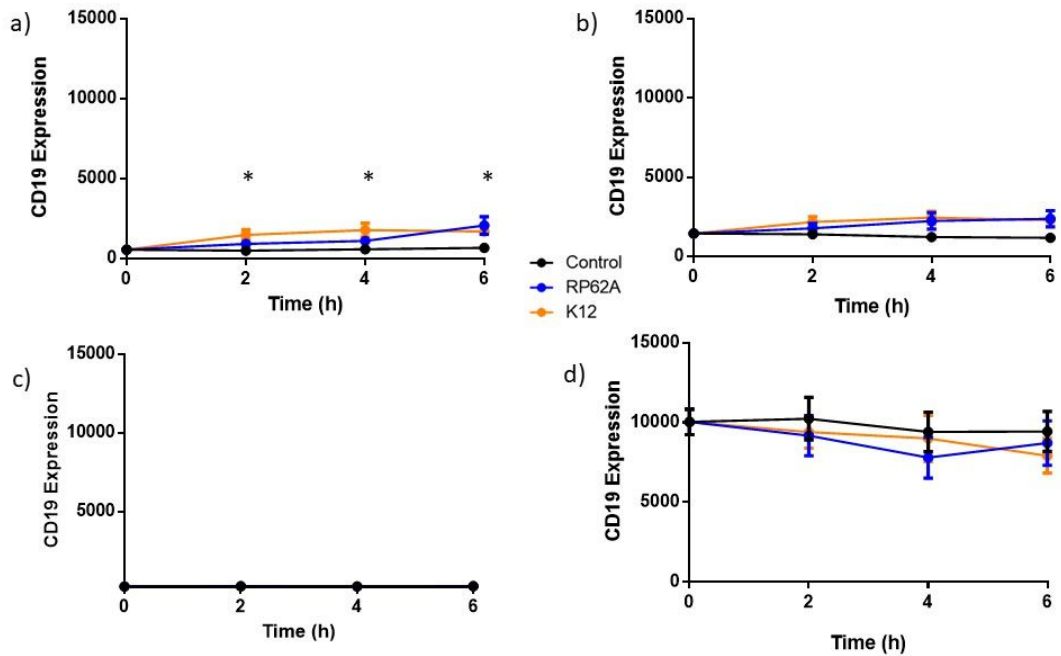 a)
15000
10000
5000
0
CD19 Expression
* * *
0 2 4 6
Time (h)
b)
15000
10000
5000
0
CD19 Expression
0 2 4 6
Time (h)
Control
RP62A
K12
c)
15000
10000
5000
CD19 Expression
0 2 4 6
Time (h)
d)
15000
10000
5000
0
CD19 Expression
0 2 4 6
Time (h)